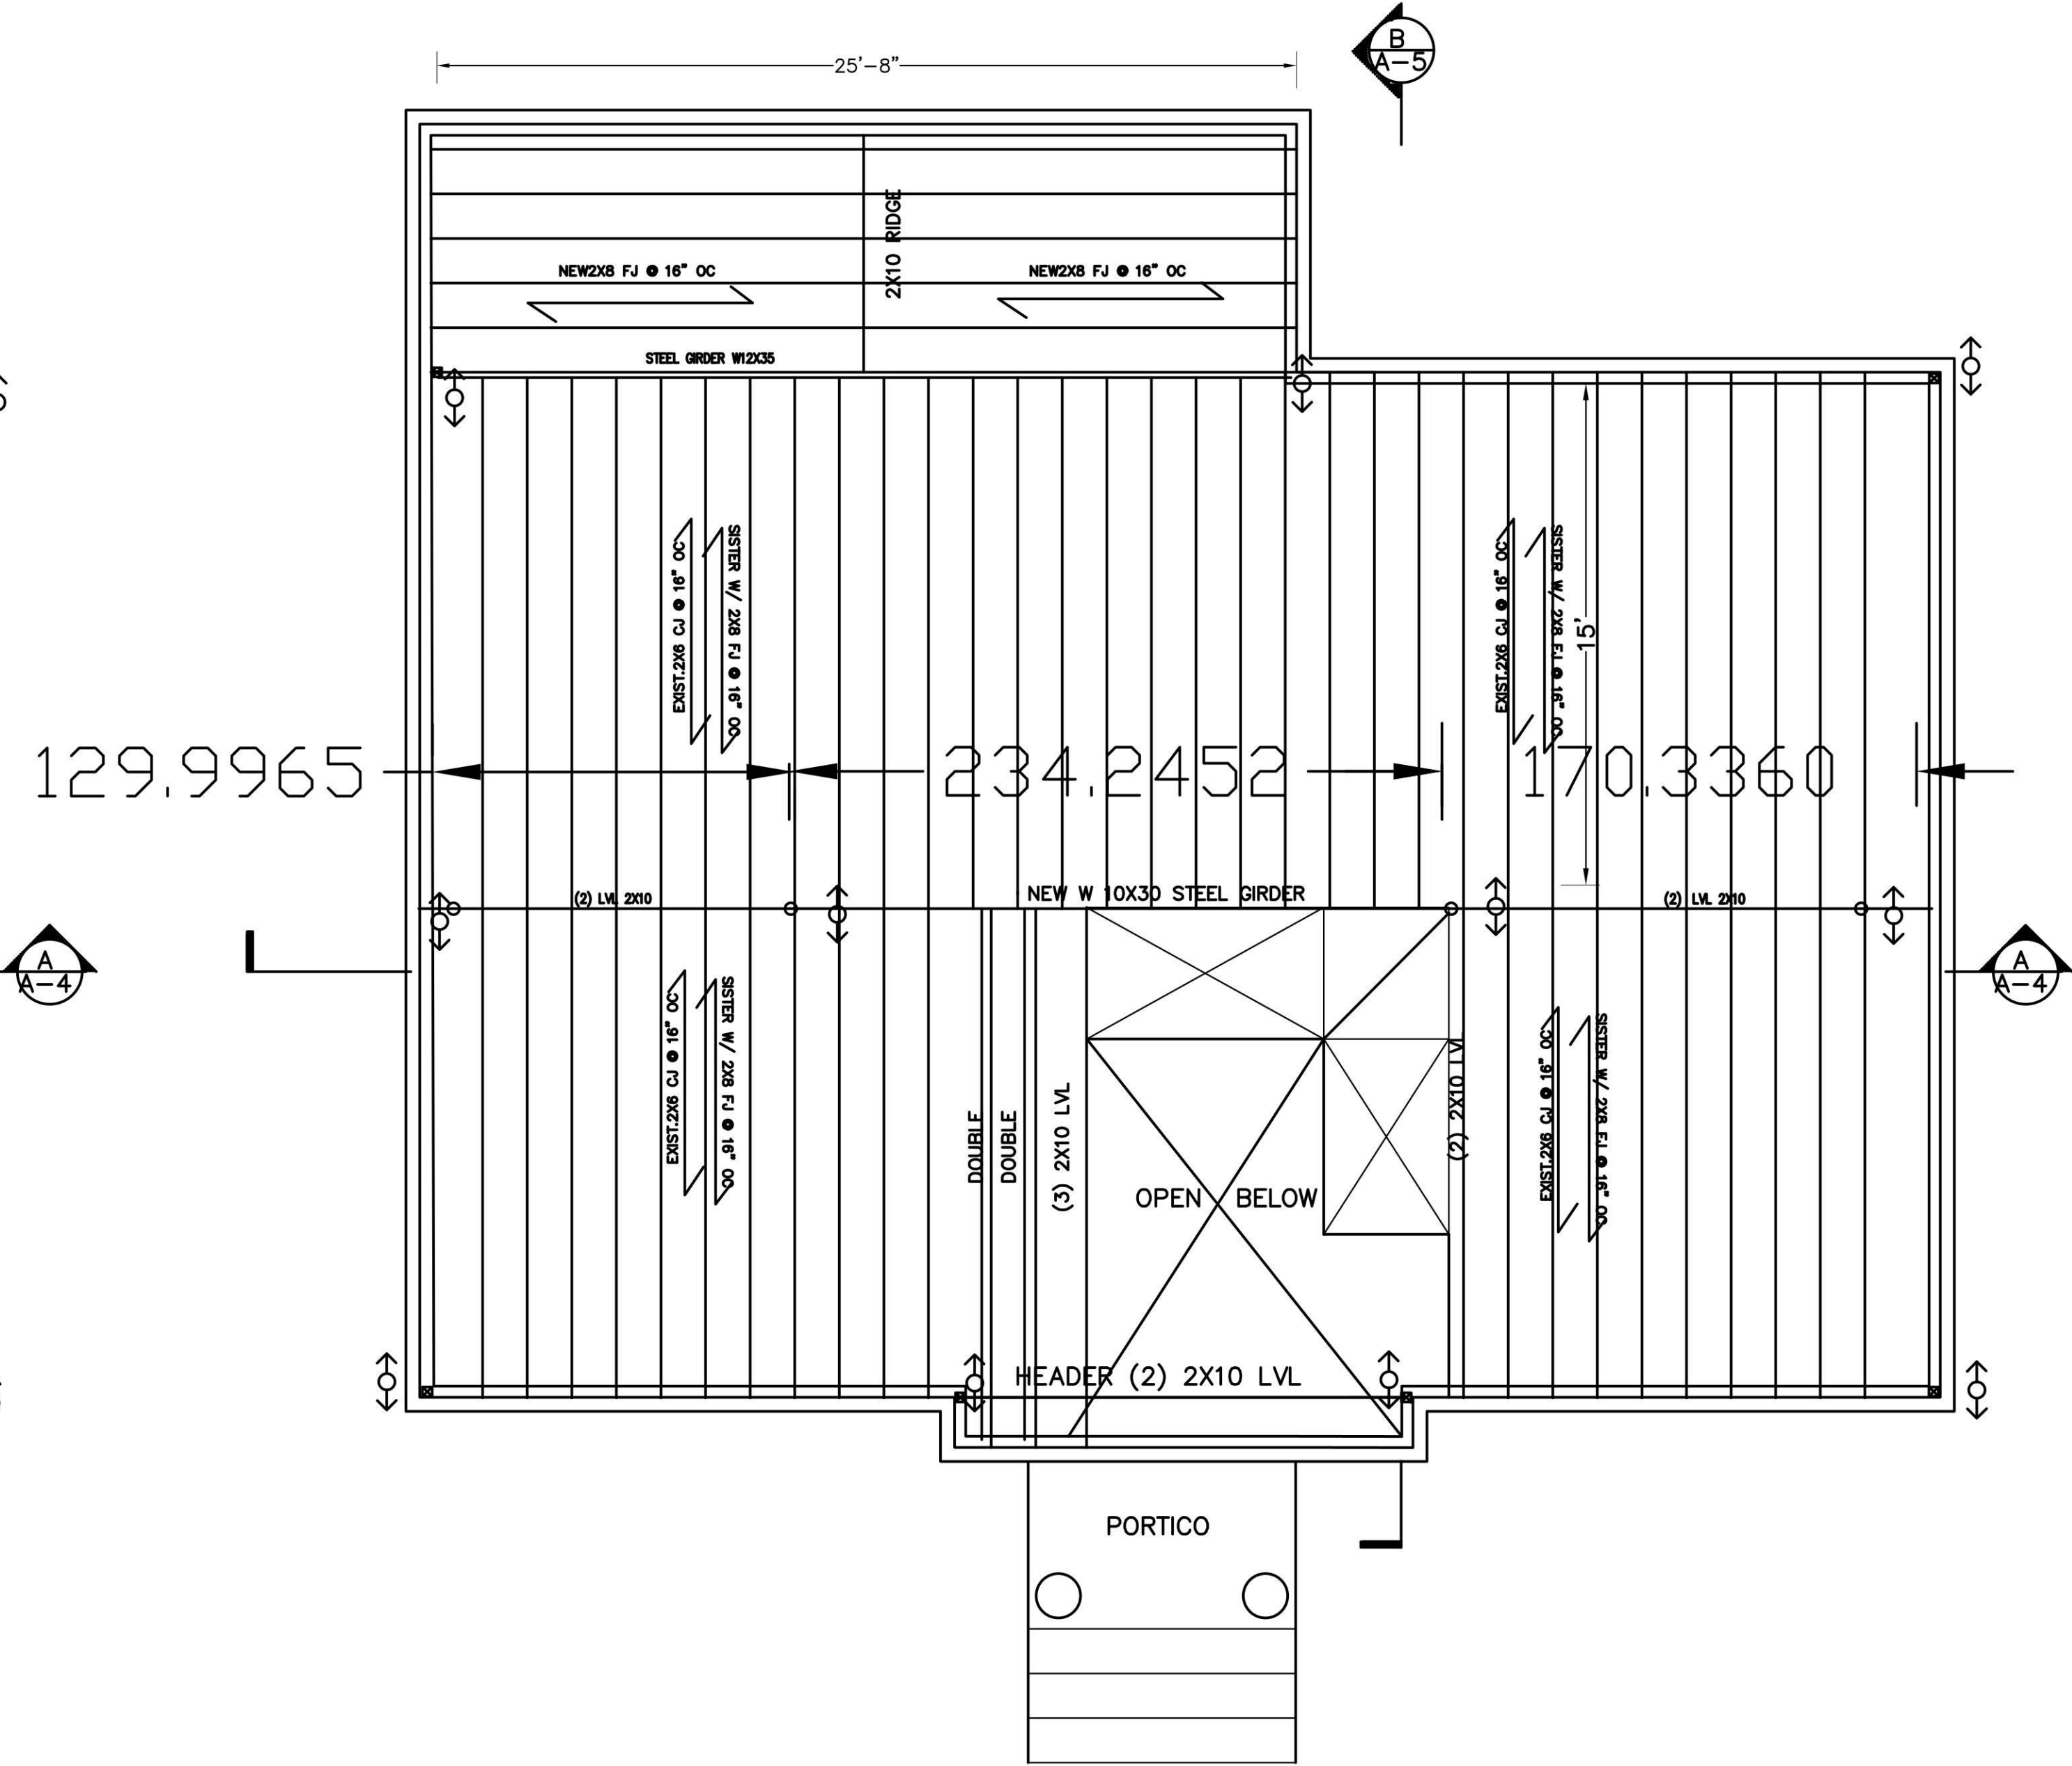 B
A-5
25'-8"
2X10 RIDGE
NEW2X8 FJ @ 16" OC
NEW2X8 FJ @ 16" OC
STEEL GIRDER W12X35
EXIST.2X6 CJ @ 16" OC
SISTER W/ 2X8 FJ @ 16" OC
EXIST.2X6 CJ @ 16" OC
SISTER W/ 2X8 FJ @ 16" OC
15'
129.9965
234.2452
170.3360
(2) LVL 2X10
NEW W 10X30 STEEL GIRDER
(2) LVL 2X10
A
A-4
A
A-4
EXIST.2X6 CJ @ 16" OC
SISTER W/ 2X8 FJ @ 16" OC
DOUBLE
DOUBLE
(3) 2X10 LVL
(2) 2X10 LVL
EXIST.2X6 CJ @ 16" OC
SISTER W/ 2X8 FJ @ 16" OC
OPEN BELOW
HEADER (2) 2X10 LVL
PORTICO